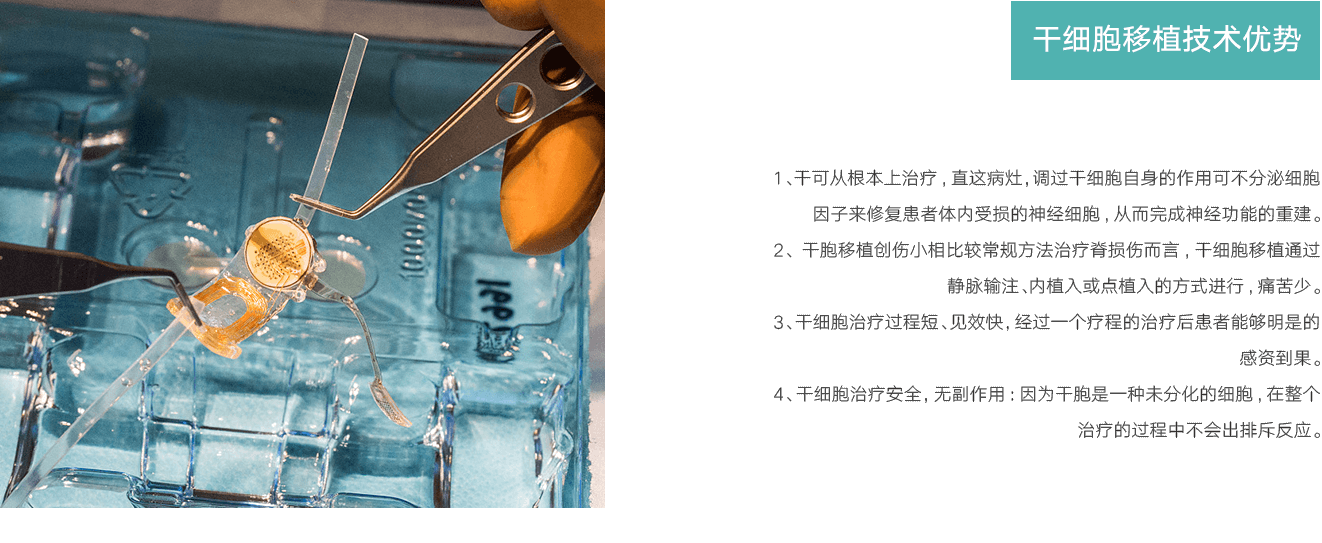 干细胞移植技术优势
1、干可从根本上治疗，直这病灶，调过干细胞自身的作用可不分泌细胞
因子来修复患者体内受损的神经细胞，从而完成神经功能的重建。
2、干胞移植创伤小相比较常规方法治疗脊损伤而言，干细胞移植通过
静脉输注、内植入或点植入的方式进行，痛苦少。
3、干细胞治疗过程短、见效快，经过一个疗程的治疗后患者能够明是的
感资到果。
4、干细胞治疗安全，无副作用：因为干胞是一种未分化的细胞，在整个
治疗的过程中不会出排斥反应。